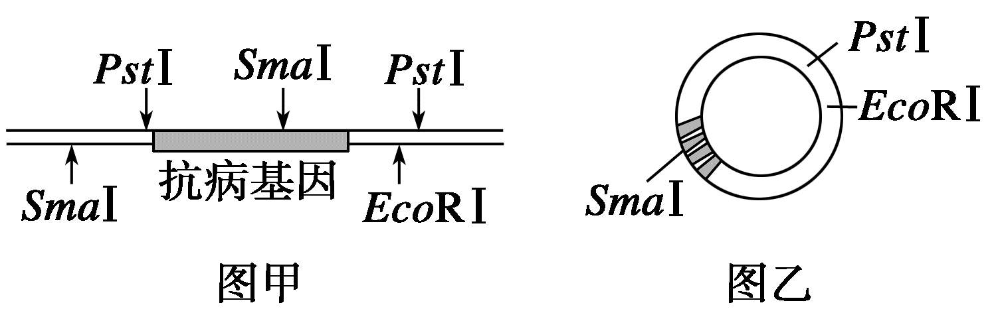 PstⅠ SmaⅠ PstⅠ
抗病基因
SmaⅠ EcoRⅠ
图甲
PstⅠ
EcoRⅠ
SmaⅠ
图乙